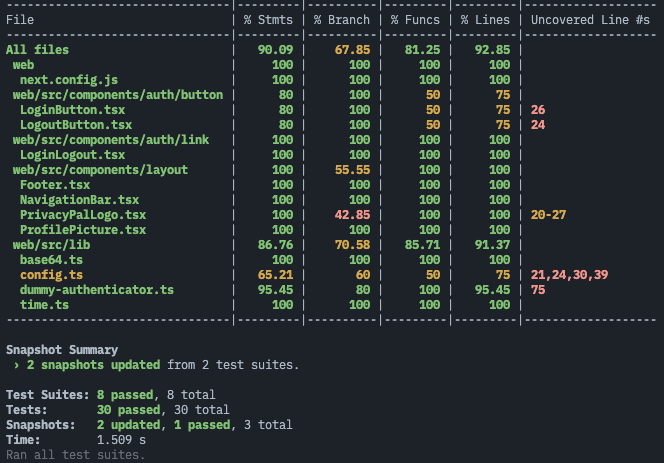 -------------------------------|---------|----------|---------|---------|-------------------
File                           | % Stmts | % Branch | % Funcs | % Lines | Uncovered Line #s
-------------------------------|---------|----------|---------|---------|-------------------
All files                      |   90.09 |    67.85 |   81.25 |   92.85 |
 web                           |     100 |      100 |     100 |     100 |
  next.config.js               |     100 |      100 |     100 |     100 |
 web/src/components/auth/button |      80 |      100 |      50 |      75 |
  LoginButton.tsx              |      80 |      100 |      50 |      75 | 26
  LogoutButton.tsx             |      80 |      100 |      50 |      75 | 24
 web/src/components/auth/link  |     100 |      100 |     100 |     100 |
  LoginLogout.tsx              |     100 |      100 |     100 |     100 |
 web/src/components/layout     |     100 |    55.55 |     100 |     100 |
  Footer.tsx                   |     100 |      100 |     100 |     100 |
  NavigationBar.tsx            |     100 |      100 |     100 |     100 |
  PrivacyPalLogo.tsx           |     100 |    42.85 |     100 |     100 | 20-27
  ProfilePicture.tsx           |     100 |      100 |     100 |     100 |
 web/src/lib                   |   86.76 |    70.58 |   85.71 |   91.37 |
  base64.ts                    |     100 |      100 |     100 |     100 |
  config.ts                    |   65.21 |       60 |      50 |      75 | 21,24,30,39
  dummy-authenticator.ts       |   95.45 |       80 |     100 |   95.45 | 75
  time.ts                      |     100 |      100 |     100 |     100 |
-------------------------------|---------|----------|---------|---------|-------------------
Snapshot Summary
 › 2 snapshots updated from 2 test suites.
Test Suites: 8 passed, 8 total
Tests:       30 passed, 30 total
Snapshots:   2 updated, 1 passed, 3 total
Time:        1.509 s
Ran all test suites.